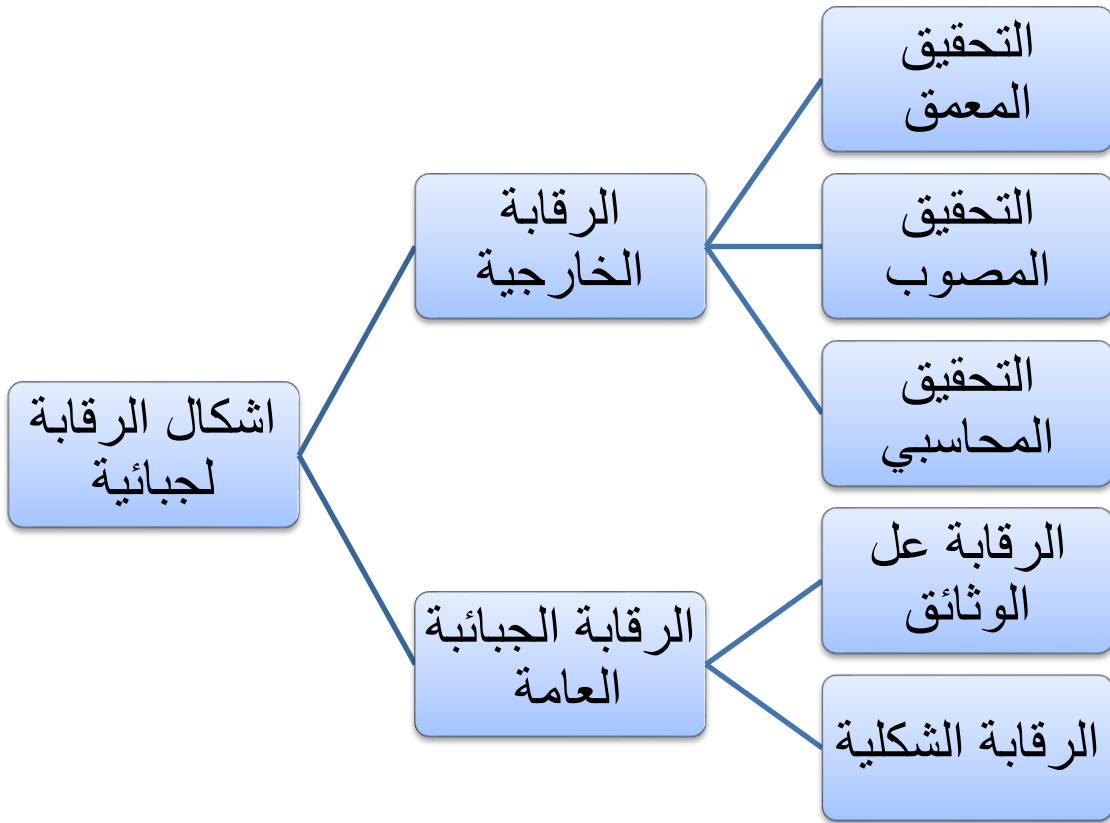 اشكال الرقابة
لجبائية
الرقابة
الخارجية
التحقيق
المعمق
التحقيق
المصوب
التحقيق
المحاسبي
الرقابة الجبائبة
العامة
الرقابة عل
الوثائق
الرقابة الشكلية